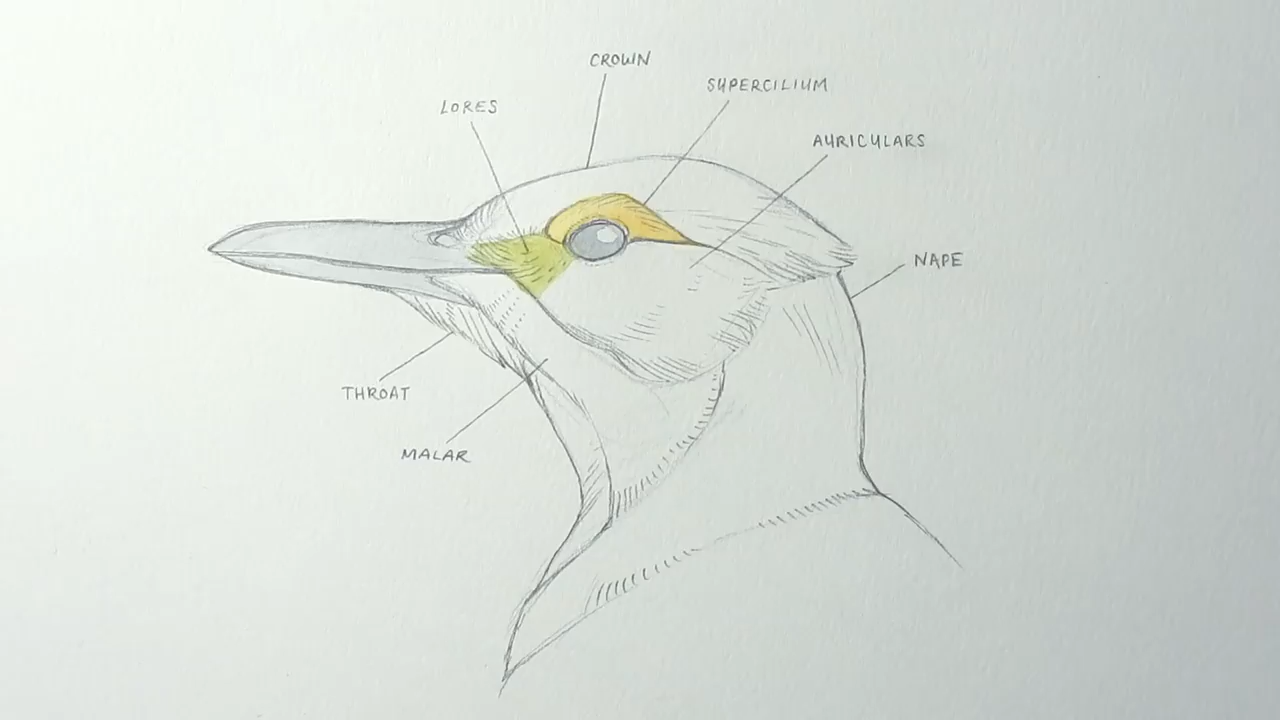 CROWN
SUPERCILIUM
LORES
AURICULARS
NAPE
THROAT
MALAR